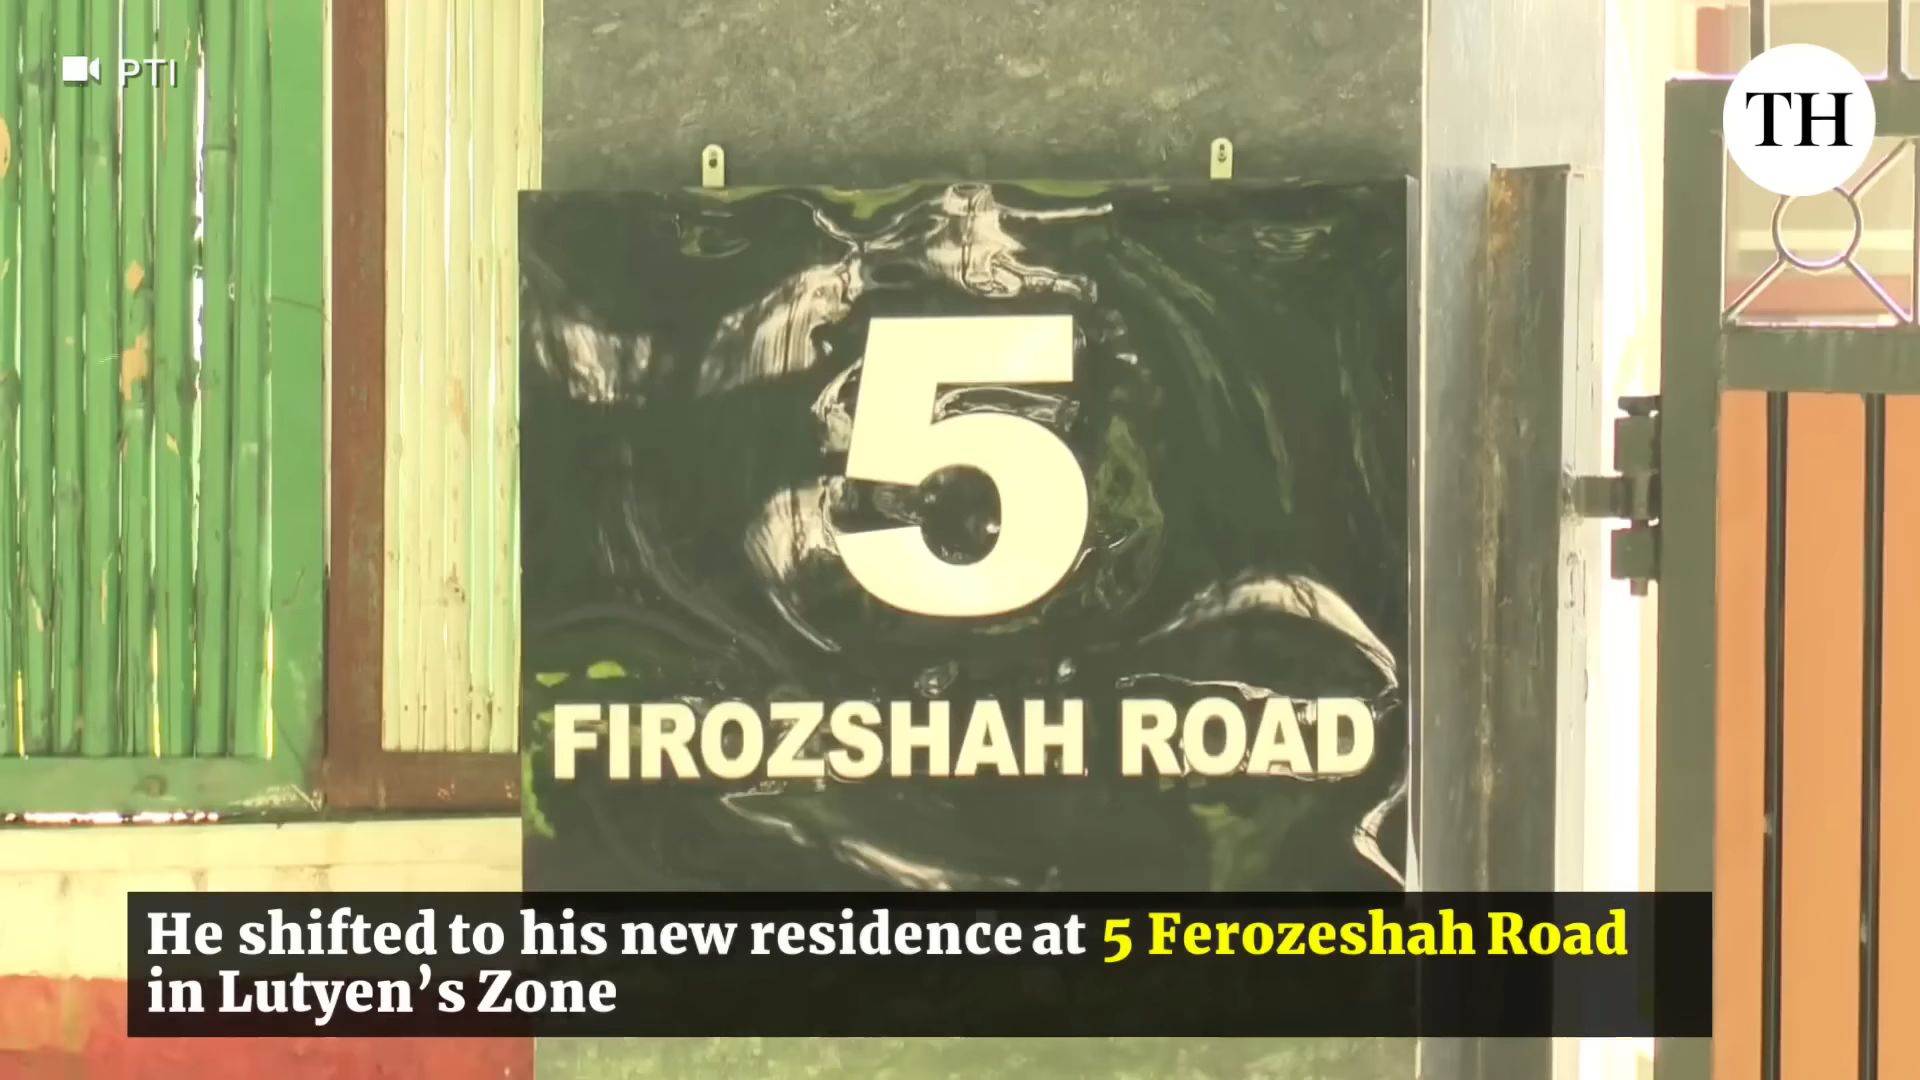 PTI
TH
5
FIROZSHAH ROAD
He shifted to his new residence at 5 Ferozeshah Road
in Lutyen’s Zone